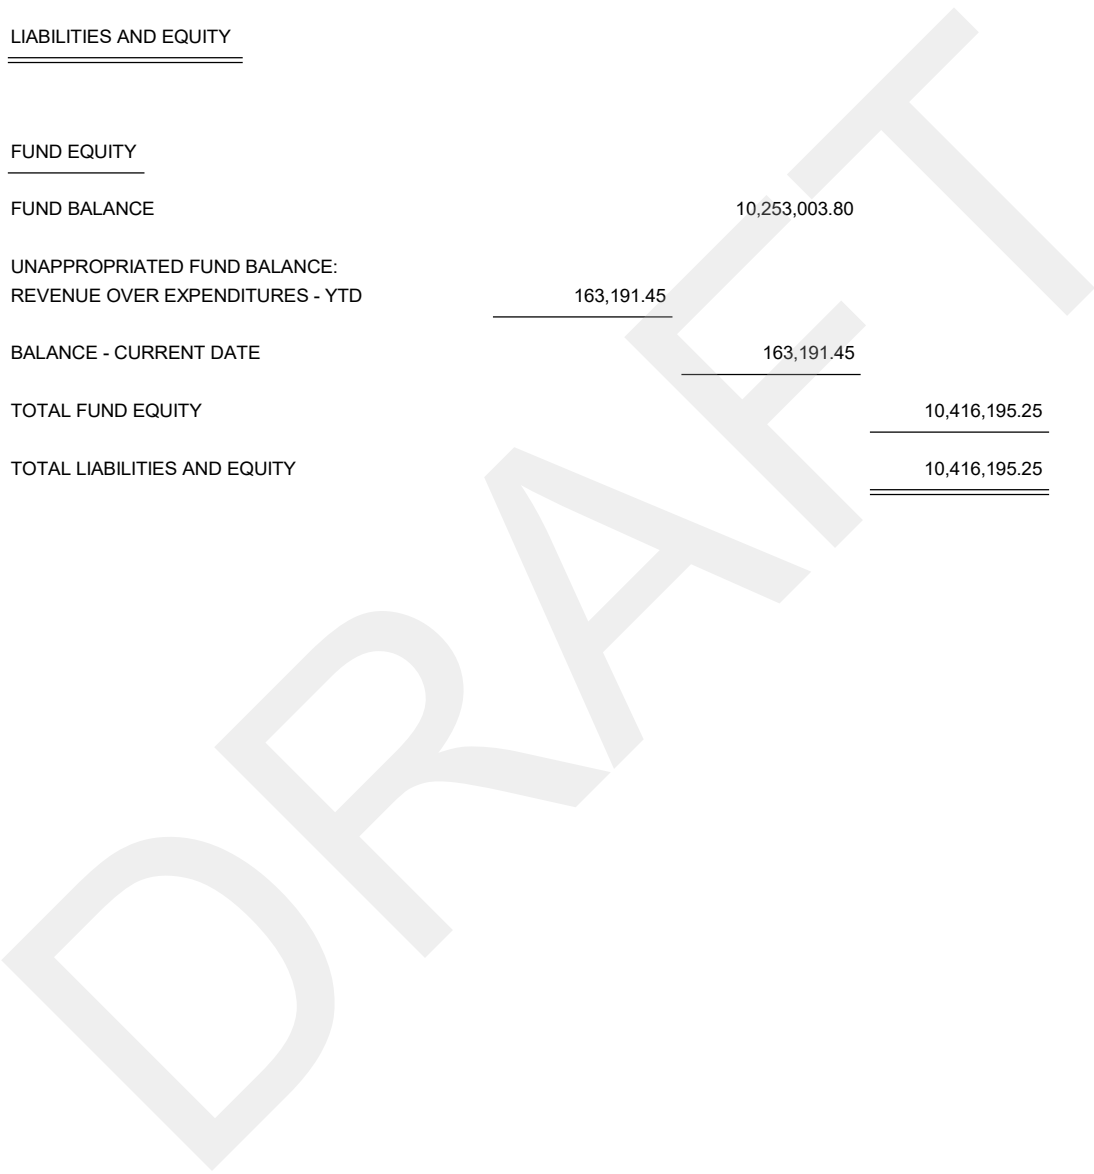 LIABILITIES AND EQUITY
FUND EQUITY
FUND BALANCE 10,253,003.80
UNAPPROPRIATED FUND BALANCE:
REVENUE OVER EXPENDITURES - YTD 163,191.45
BALANCE - CURRENT DATE 163,191.45
TOTAL FUND EQUITY 10,416,195.25
TOTAL LIABILITIES AND EQUITY 10,416,195.25
DRAFT